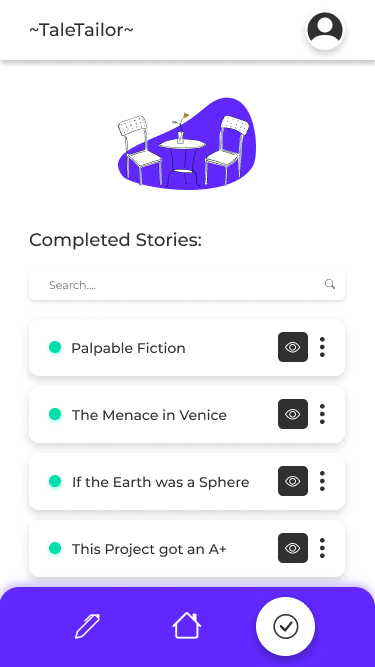 ~TaleTailor~
Completed Stories:
Search....
Palpable Fiction
The Menace in Venice
If the Earth was a Sphere
This Project got an A+